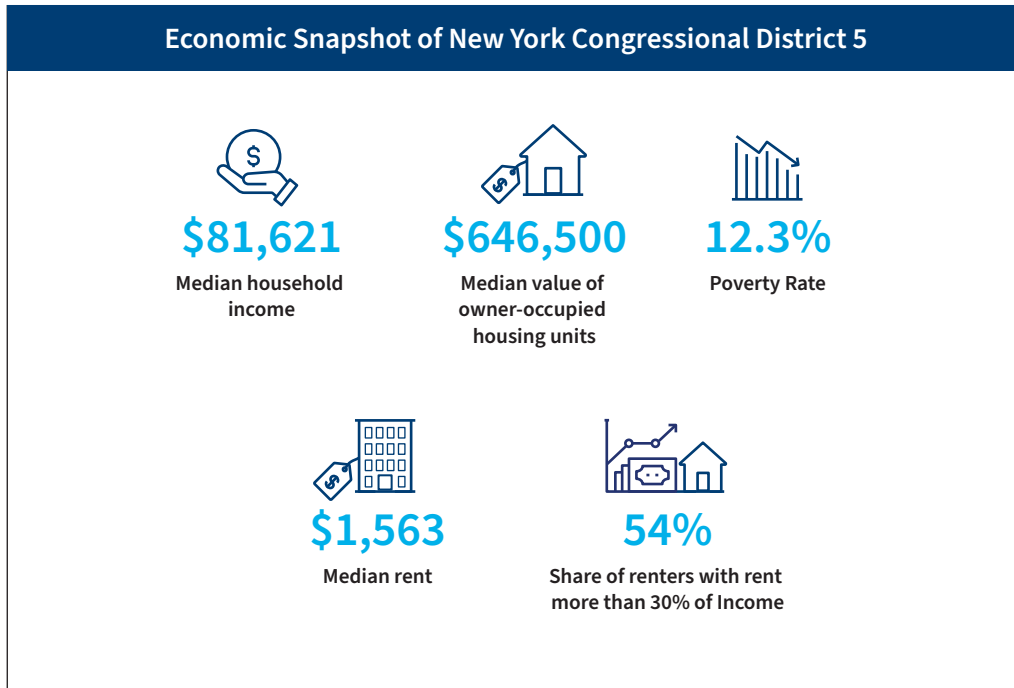 Economic Snapshot of New York Congressional District 5
$
$
$81,621
$646,500
12.3%
Median household
income
Median value of
owner-occupied
housing units
Poverty Rate
$
$1,563
54%
Median rent
Share of renters with rent
more than 30% of Income